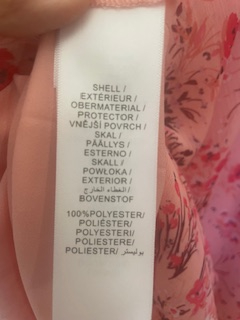 SHELL/
EXTÉRIEUR/
OBERMATERIAL/
PROTECTOR/
VNĚJŠÍ POVRCH/
SKAL/
PÄÄLLYS/
ESTERNO/
SKALL/
POWŁOKA/
EXTERIOR/
الغطاء الخارج/
BOVENSTOF
100%POLYESTER/
POLIÉSTER/
POLYESTERI/
POLIESTERE/
POLIESTER/بوليستر